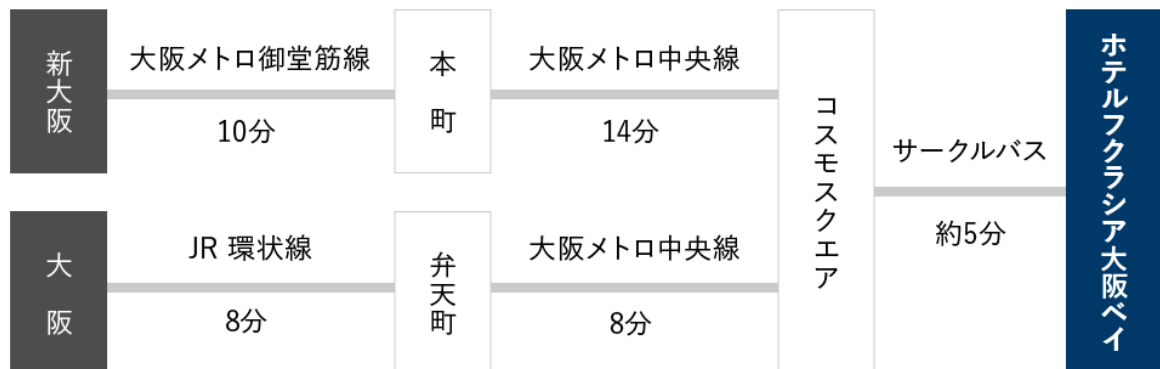 新大阪
大阪メトロ御堂筋線
10分
本町
大阪メトロ中央線
14分
大阪
JR 環状線
8分
弁天町
大阪メトロ中央線
8分
コスモスクエア
サークルバス
約5分
ホテルフクラシア大阪ベイ